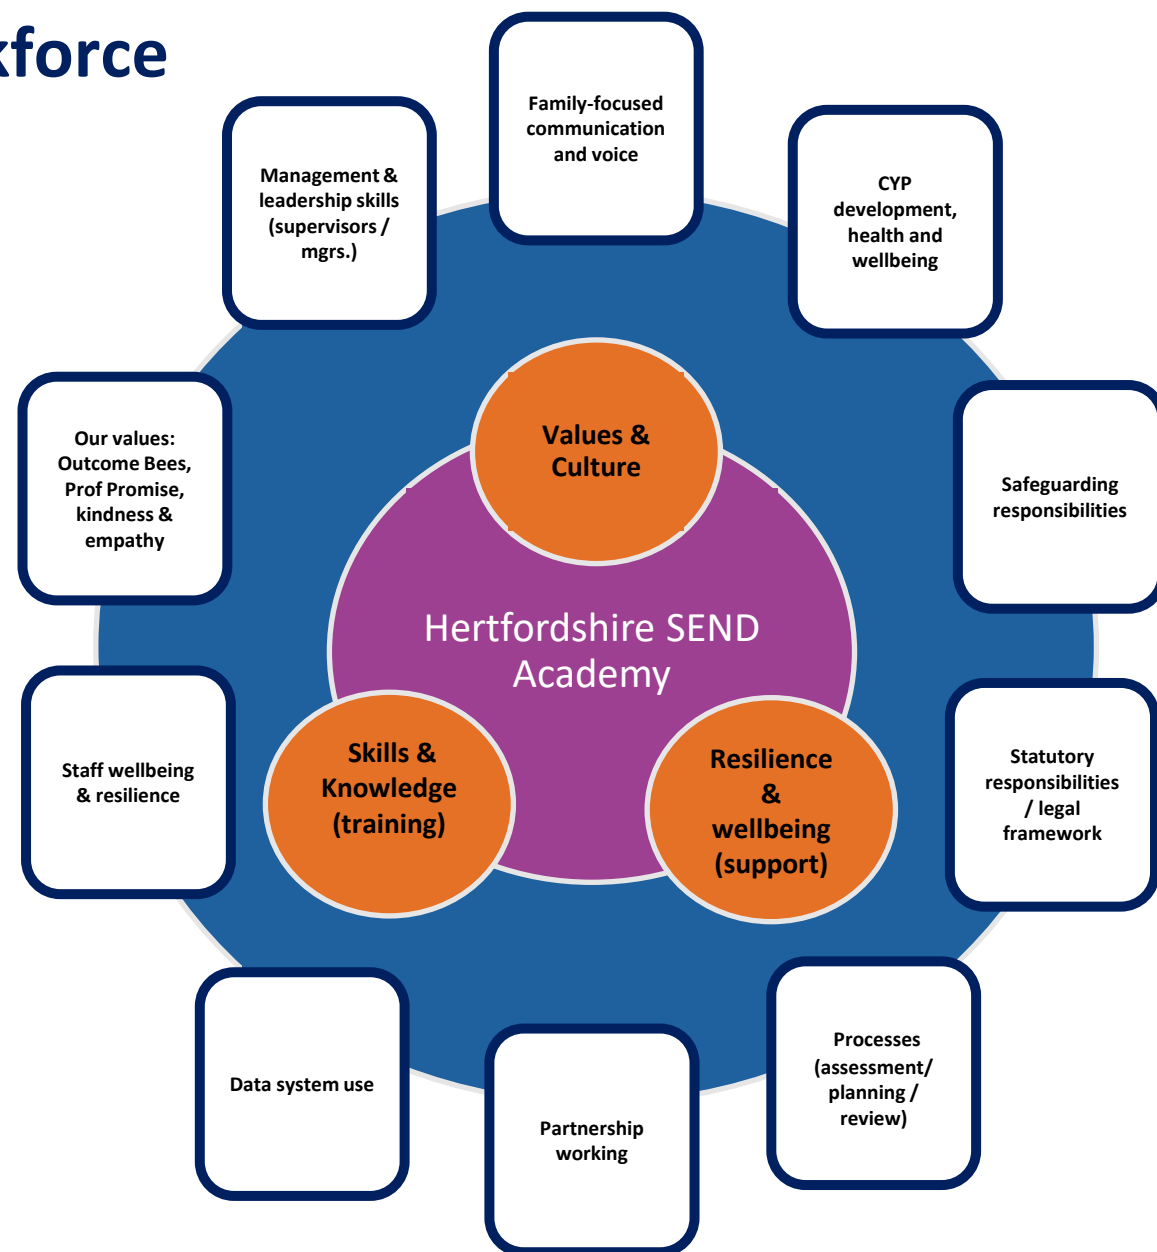 kforce
Family-focused
communication
and voice
Management &
leadership skills
(supervisors /
mgrs.)
CYP
development,
health and
wellbeing
Our values:
Outcome Bees,
Prof Promise,
kindness &
empathy
Values &
Culture
Safeguarding
responsibilities
Hertfordshire SEND
Academy
Staff wellbeing
& resilience
Skills &
Knowledge
(training)
Resilience
&
wellbeing
(support)
Statutory
responsibilities
/ legal
framework
Data system use
Partnership
working
Processes
(assessment/
planning /
review)